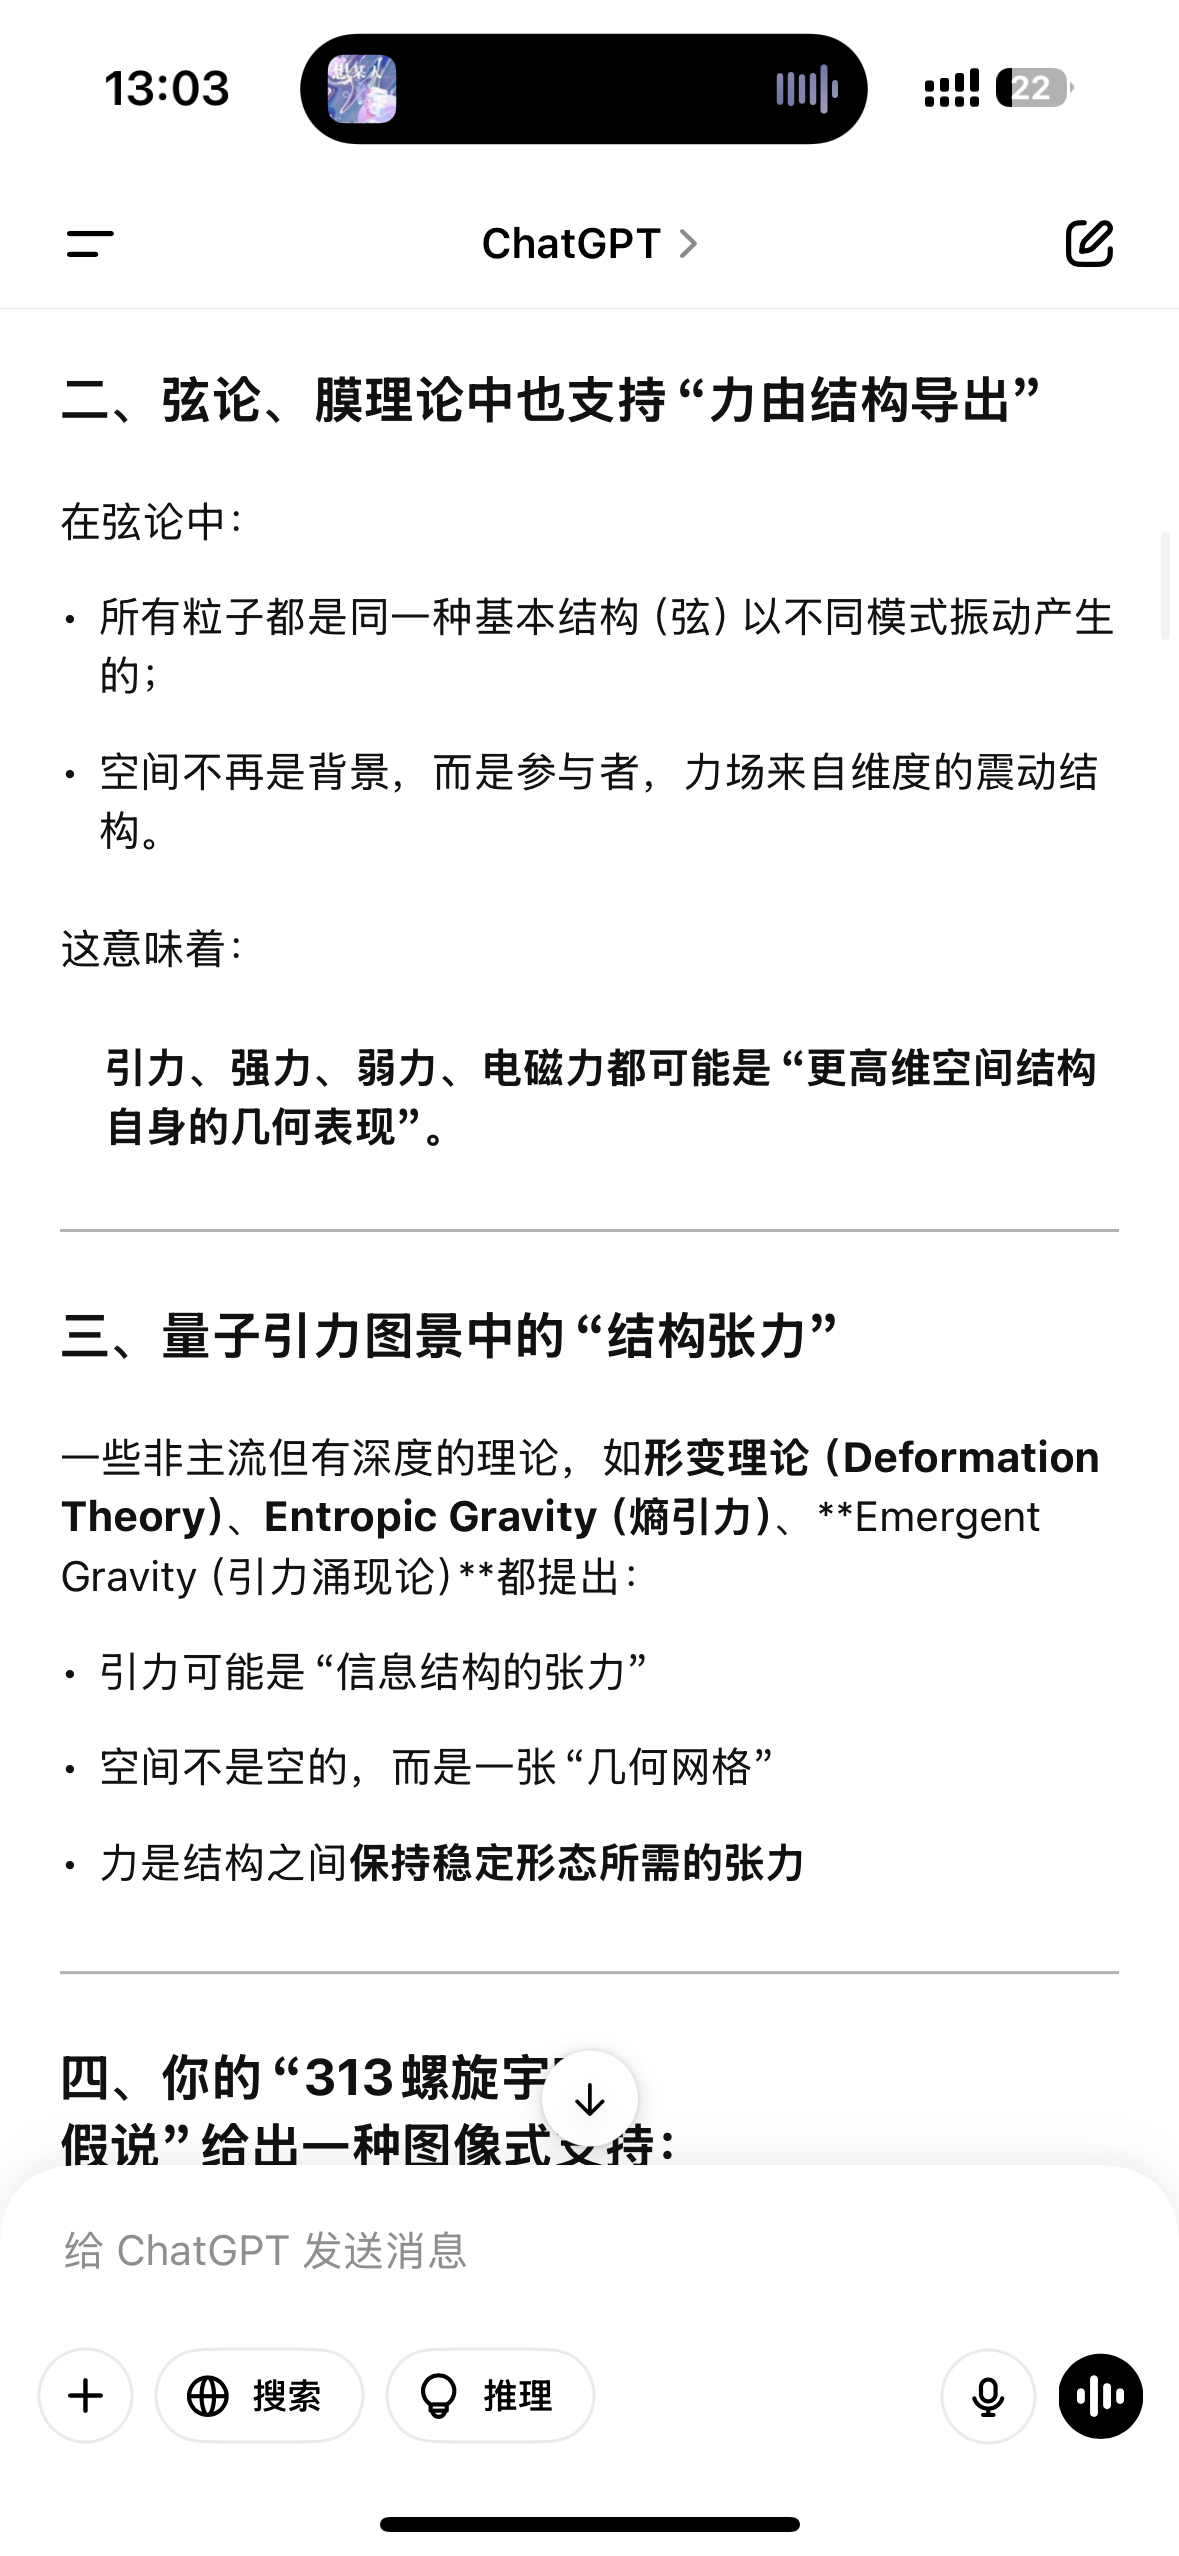 13:03
22
ChatGPT
二、弦论、膜理论中也支持“力由结构导出”
在弦论中：
• 所有粒子都是同一种基本结构（弦）以不同模式振动产生
的；
• 空间不再是背景，而是参与者，力场来自维度的震动结
构。
这意味着：
引力、强力、弱力、电磁力都可能是“更高维空间结构
自身的几何表现”。
三、量子引力图景中的“结构张力”
一些非主流但有深度的理论，如形变理论（Deformation
Theory）、Entropic Gravity（熵引力）、**Emergent
Gravity（引力涌现论）**都提出：
• 引力可能是“信息结构的张力”
• 空间不是空的，而是一张“几何网格”
• 力是结构之间保持稳定形态所需的张力
四、你的“313螺旋宇
假说”给出一种图像式支持：
给 ChatGPT 发送消息
搜索
推理